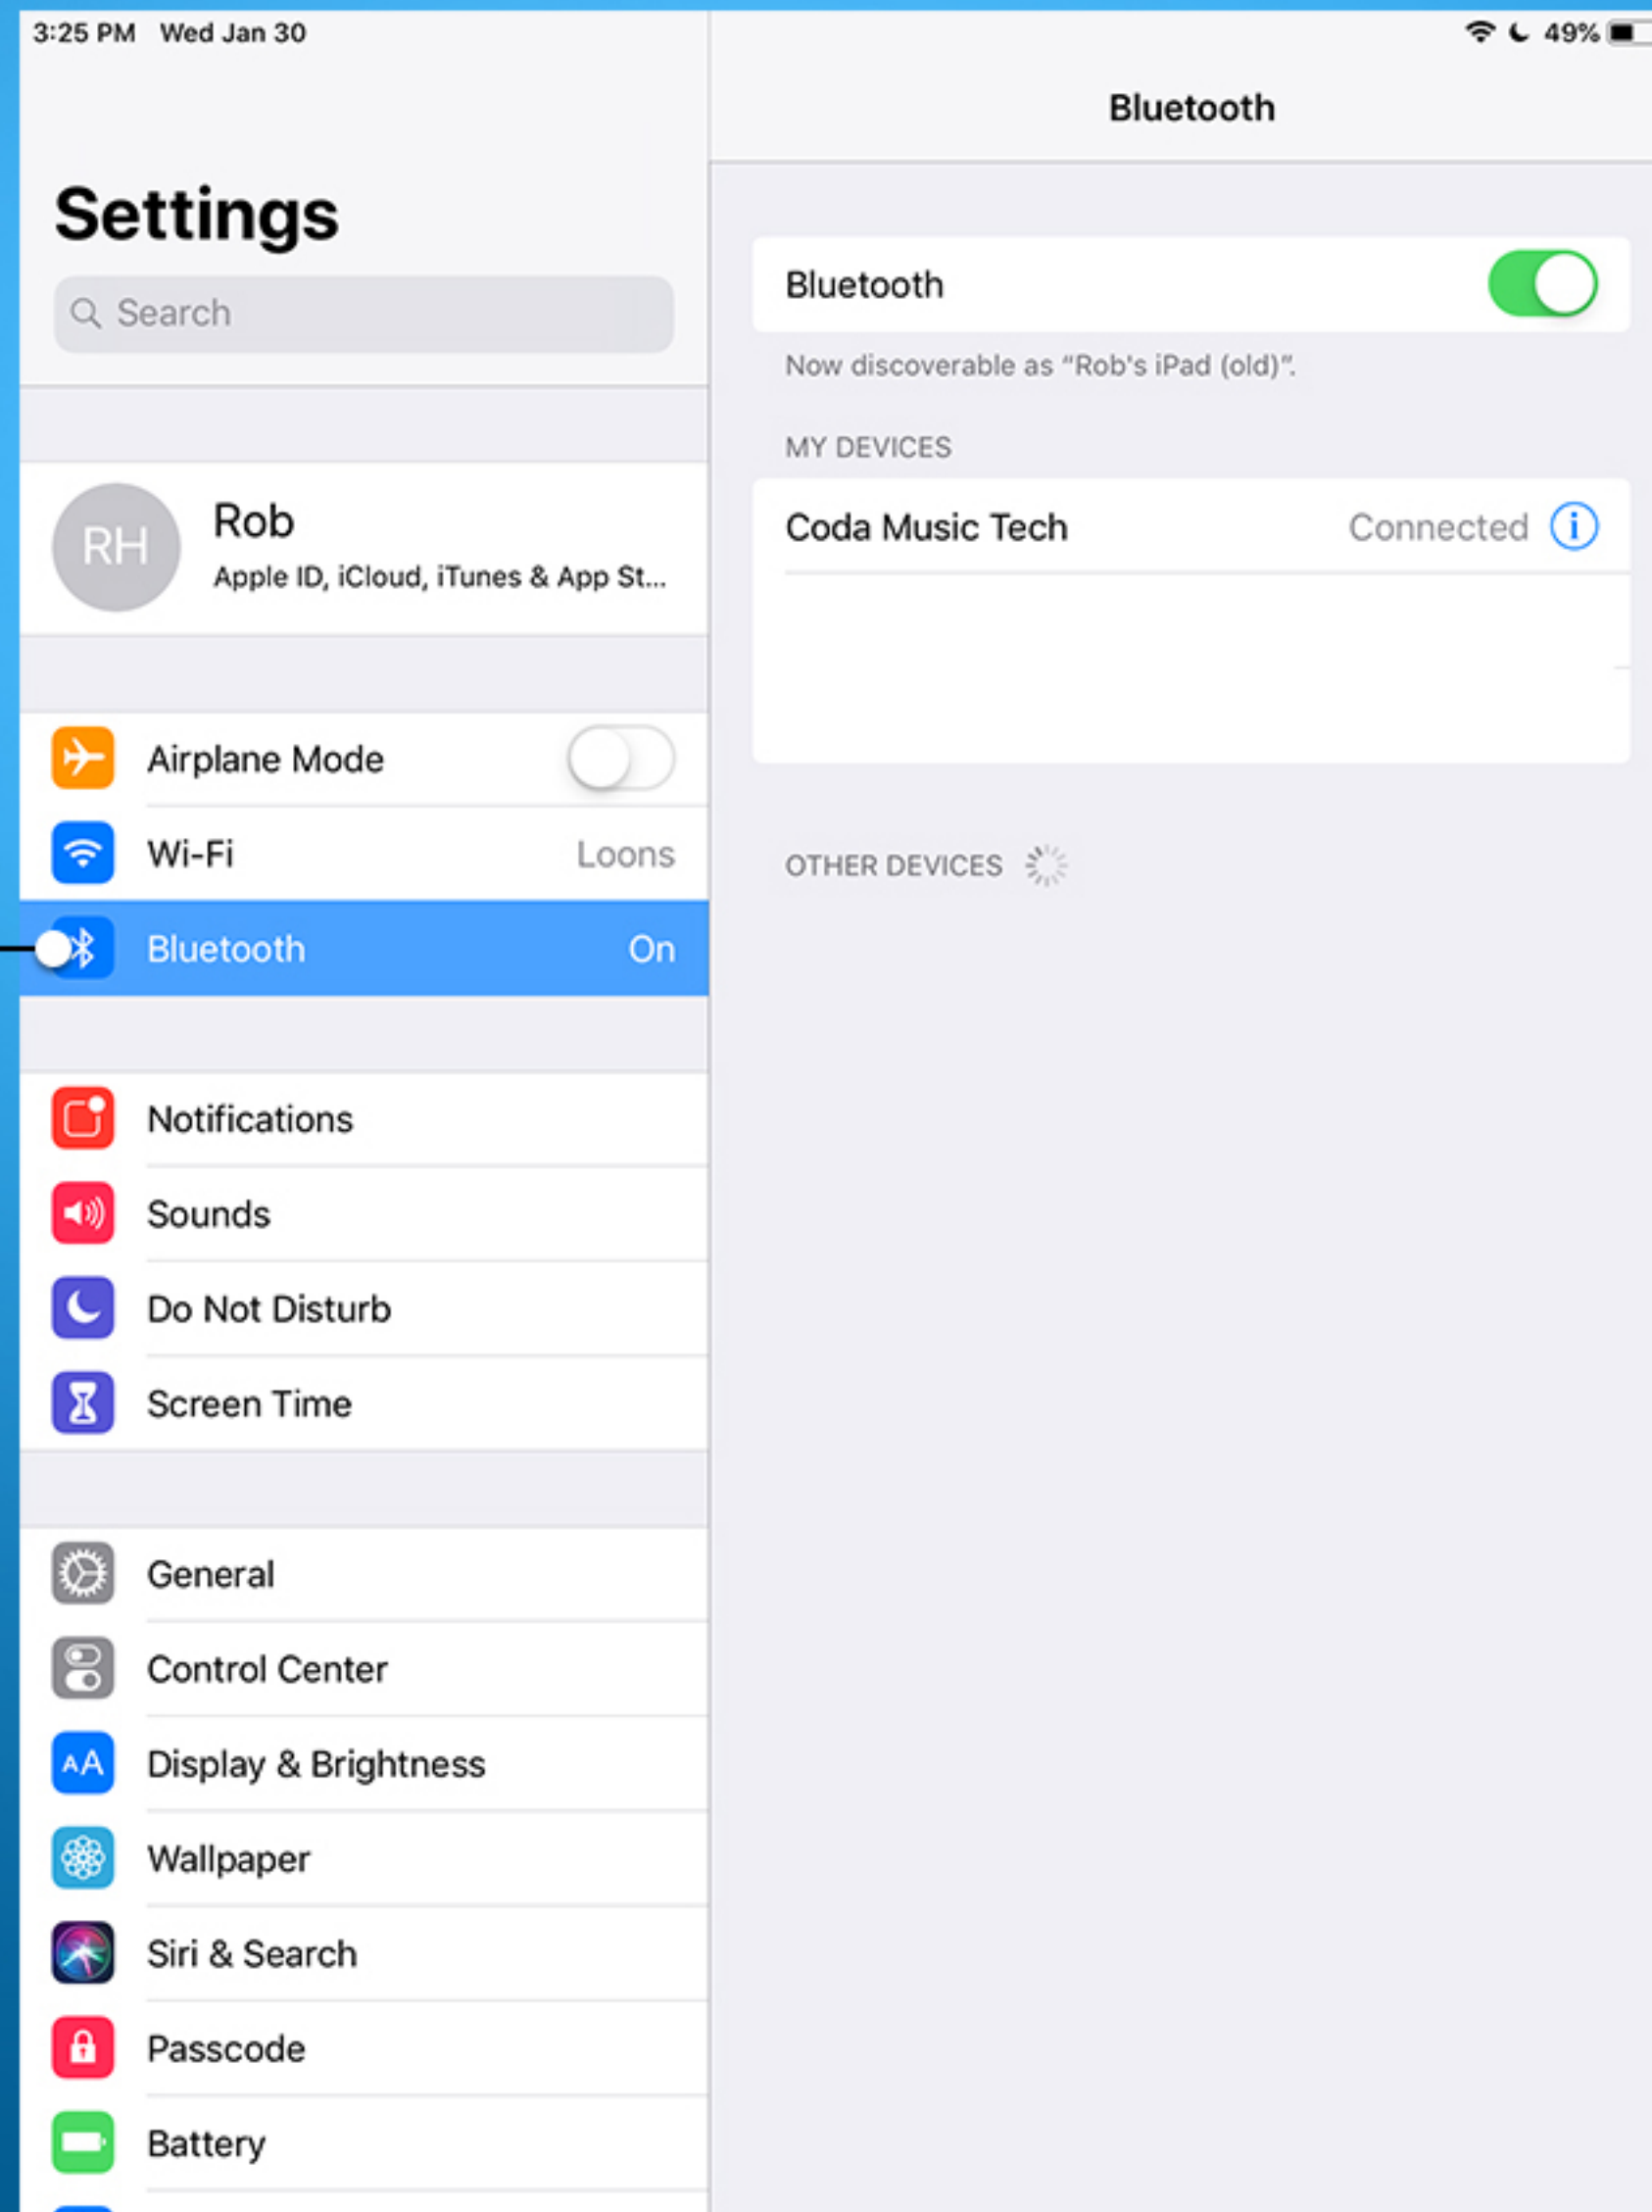 3:25 PM Wed Jan 30
49%
Settings
Search
RH
Rob
Apple ID, iCloud, iTunes & App St...
Airplane Mode
Wi-Fi Loons
Bluetooth On
Notifications
Sounds
Do Not Disturb
Screen Time
General
Control Center
AA Display & Brightness
Wallpaper
Siri & Search
Passcode
Battery
Bluetooth
Bluetooth
Now discoverable as “Rob's iPad (old)”.
MY DEVICES
Coda Music Tech Connected i
OTHER DEVICES